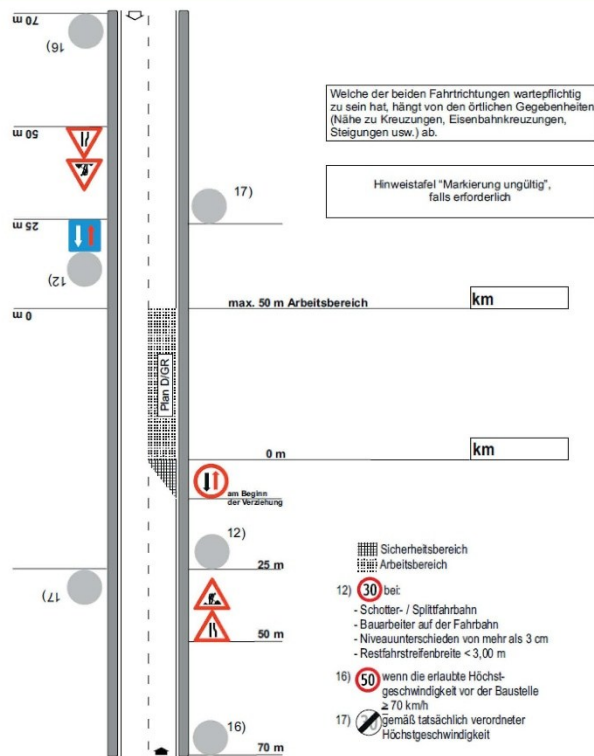 70 m
16)
50 m
25 m
12)
0 m
17)
Welche der beiden Fahrtrichtungen wartepflichtig
zu sein hat, hängt von den örtlichen Gegebenheiten
(Nähe zu Kreuzungen, Eisenbahnkreuzungen,
Steigungen usw.) ab.
Hinweistafel "Markierung ungültig",
falls erforderlich
17)
max. 50 m Arbeitsbereich
km
Plan D/GR
0 m
km
am Beginn
der Verziehung
12)
25 m
50 m
16)
70 m
Sicherheitsbereich
Arbeitsbereich
12) 30 bei:
- Schotter- / Splittfahrbahn
- Bauarbeiter auf der Fahrbahn
- Niveauunterschieden von mehr als 3 cm
- Restfahrstreifenbreite < 3,00 m
16) 50 wenn die erlaubte Höchst-
geschwindigkeit vor der Baustelle
≥ 70 km/h
17) gemäß tatsächlich verordneter
Höchstgeschwindigkeit